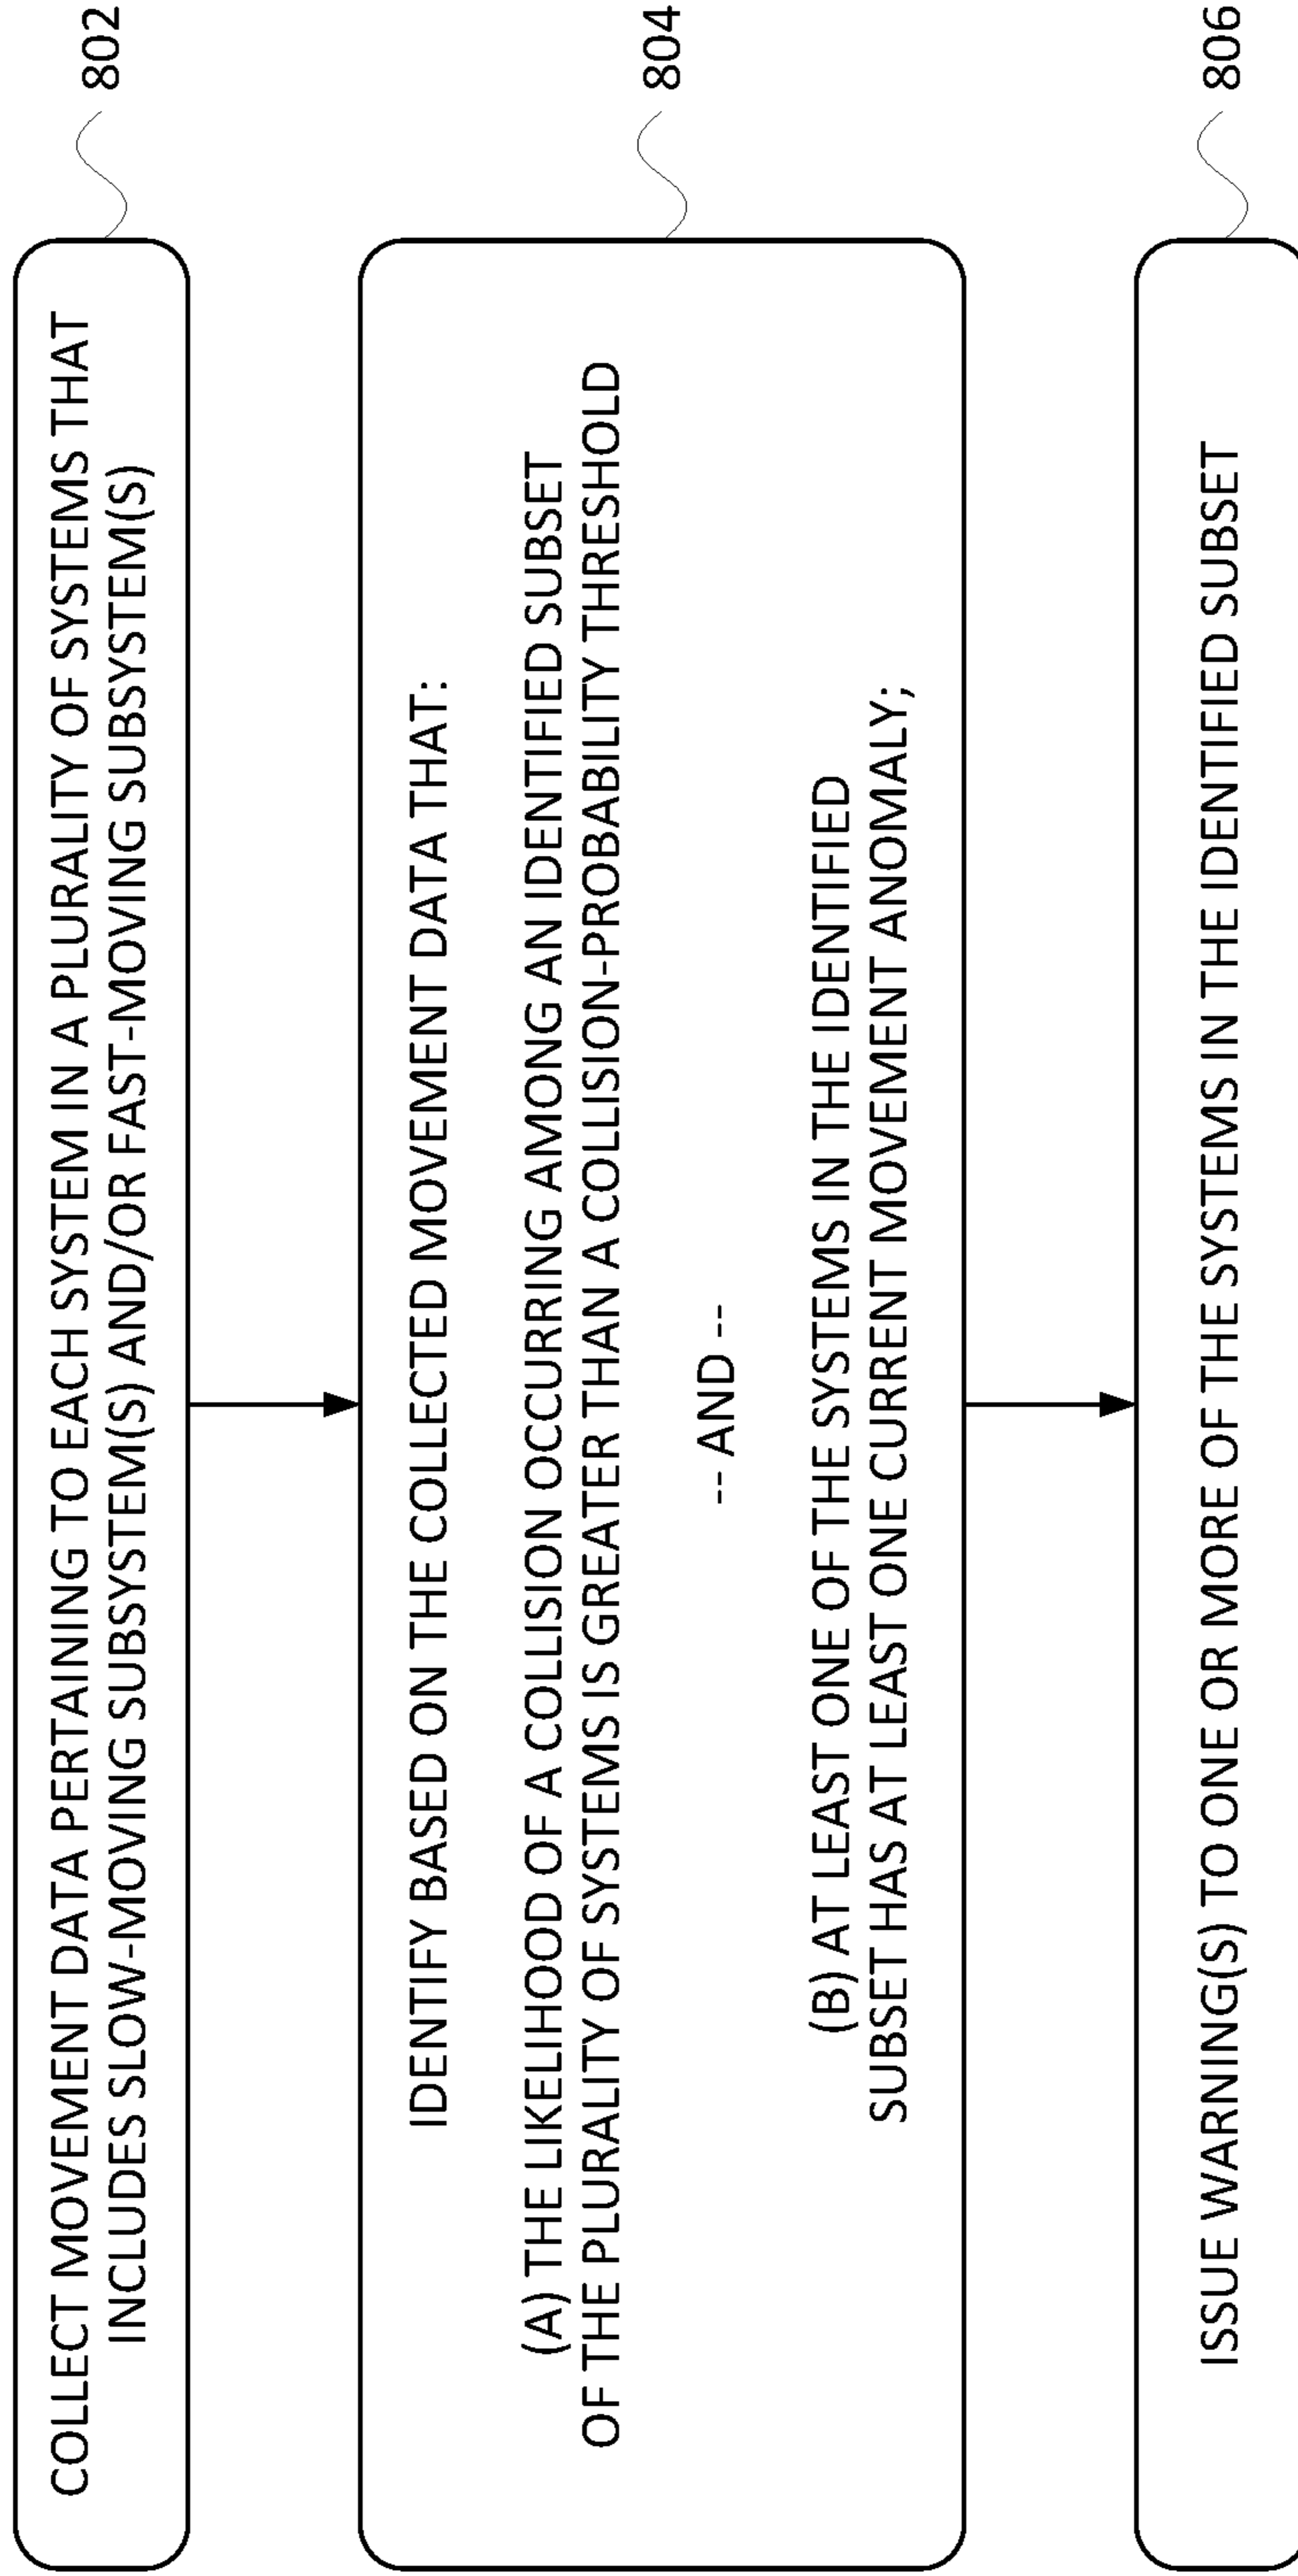 COLLECT MOVEMENT DATA PERTAINING TO EACH SYSTEM IN A PLURALITY OF SYSTEMS THAT
INCLUDES SLOW-MOVING SUBSYSTEM(S) AND/OR FAST-MOVING SUBSYSTEM(S)
802
IDENTIFY BASED ON THE COLLECTED MOVEMENT DATA THAT:
(A) THE LIKELIHOOD OF A COLLISION OCCURRING AMONG AN IDENTIFIED SUBSET
OF THE PLURALITY OF SYSTEMS IS GREATER THAN A COLLISION-PROBABILITY THRESHOLD
-- AND --
(B) AT LEAST ONE OF THE SYSTEMS IN THE IDENTIFIED
SUBSET HAS AT LEAST ONE CURRENT MOVEMENT ANOMALY;
804
ISSUE WARNING(S) TO ONE OR MORE OF THE SYSTEMS IN THE IDENTIFIED SUBSET
806